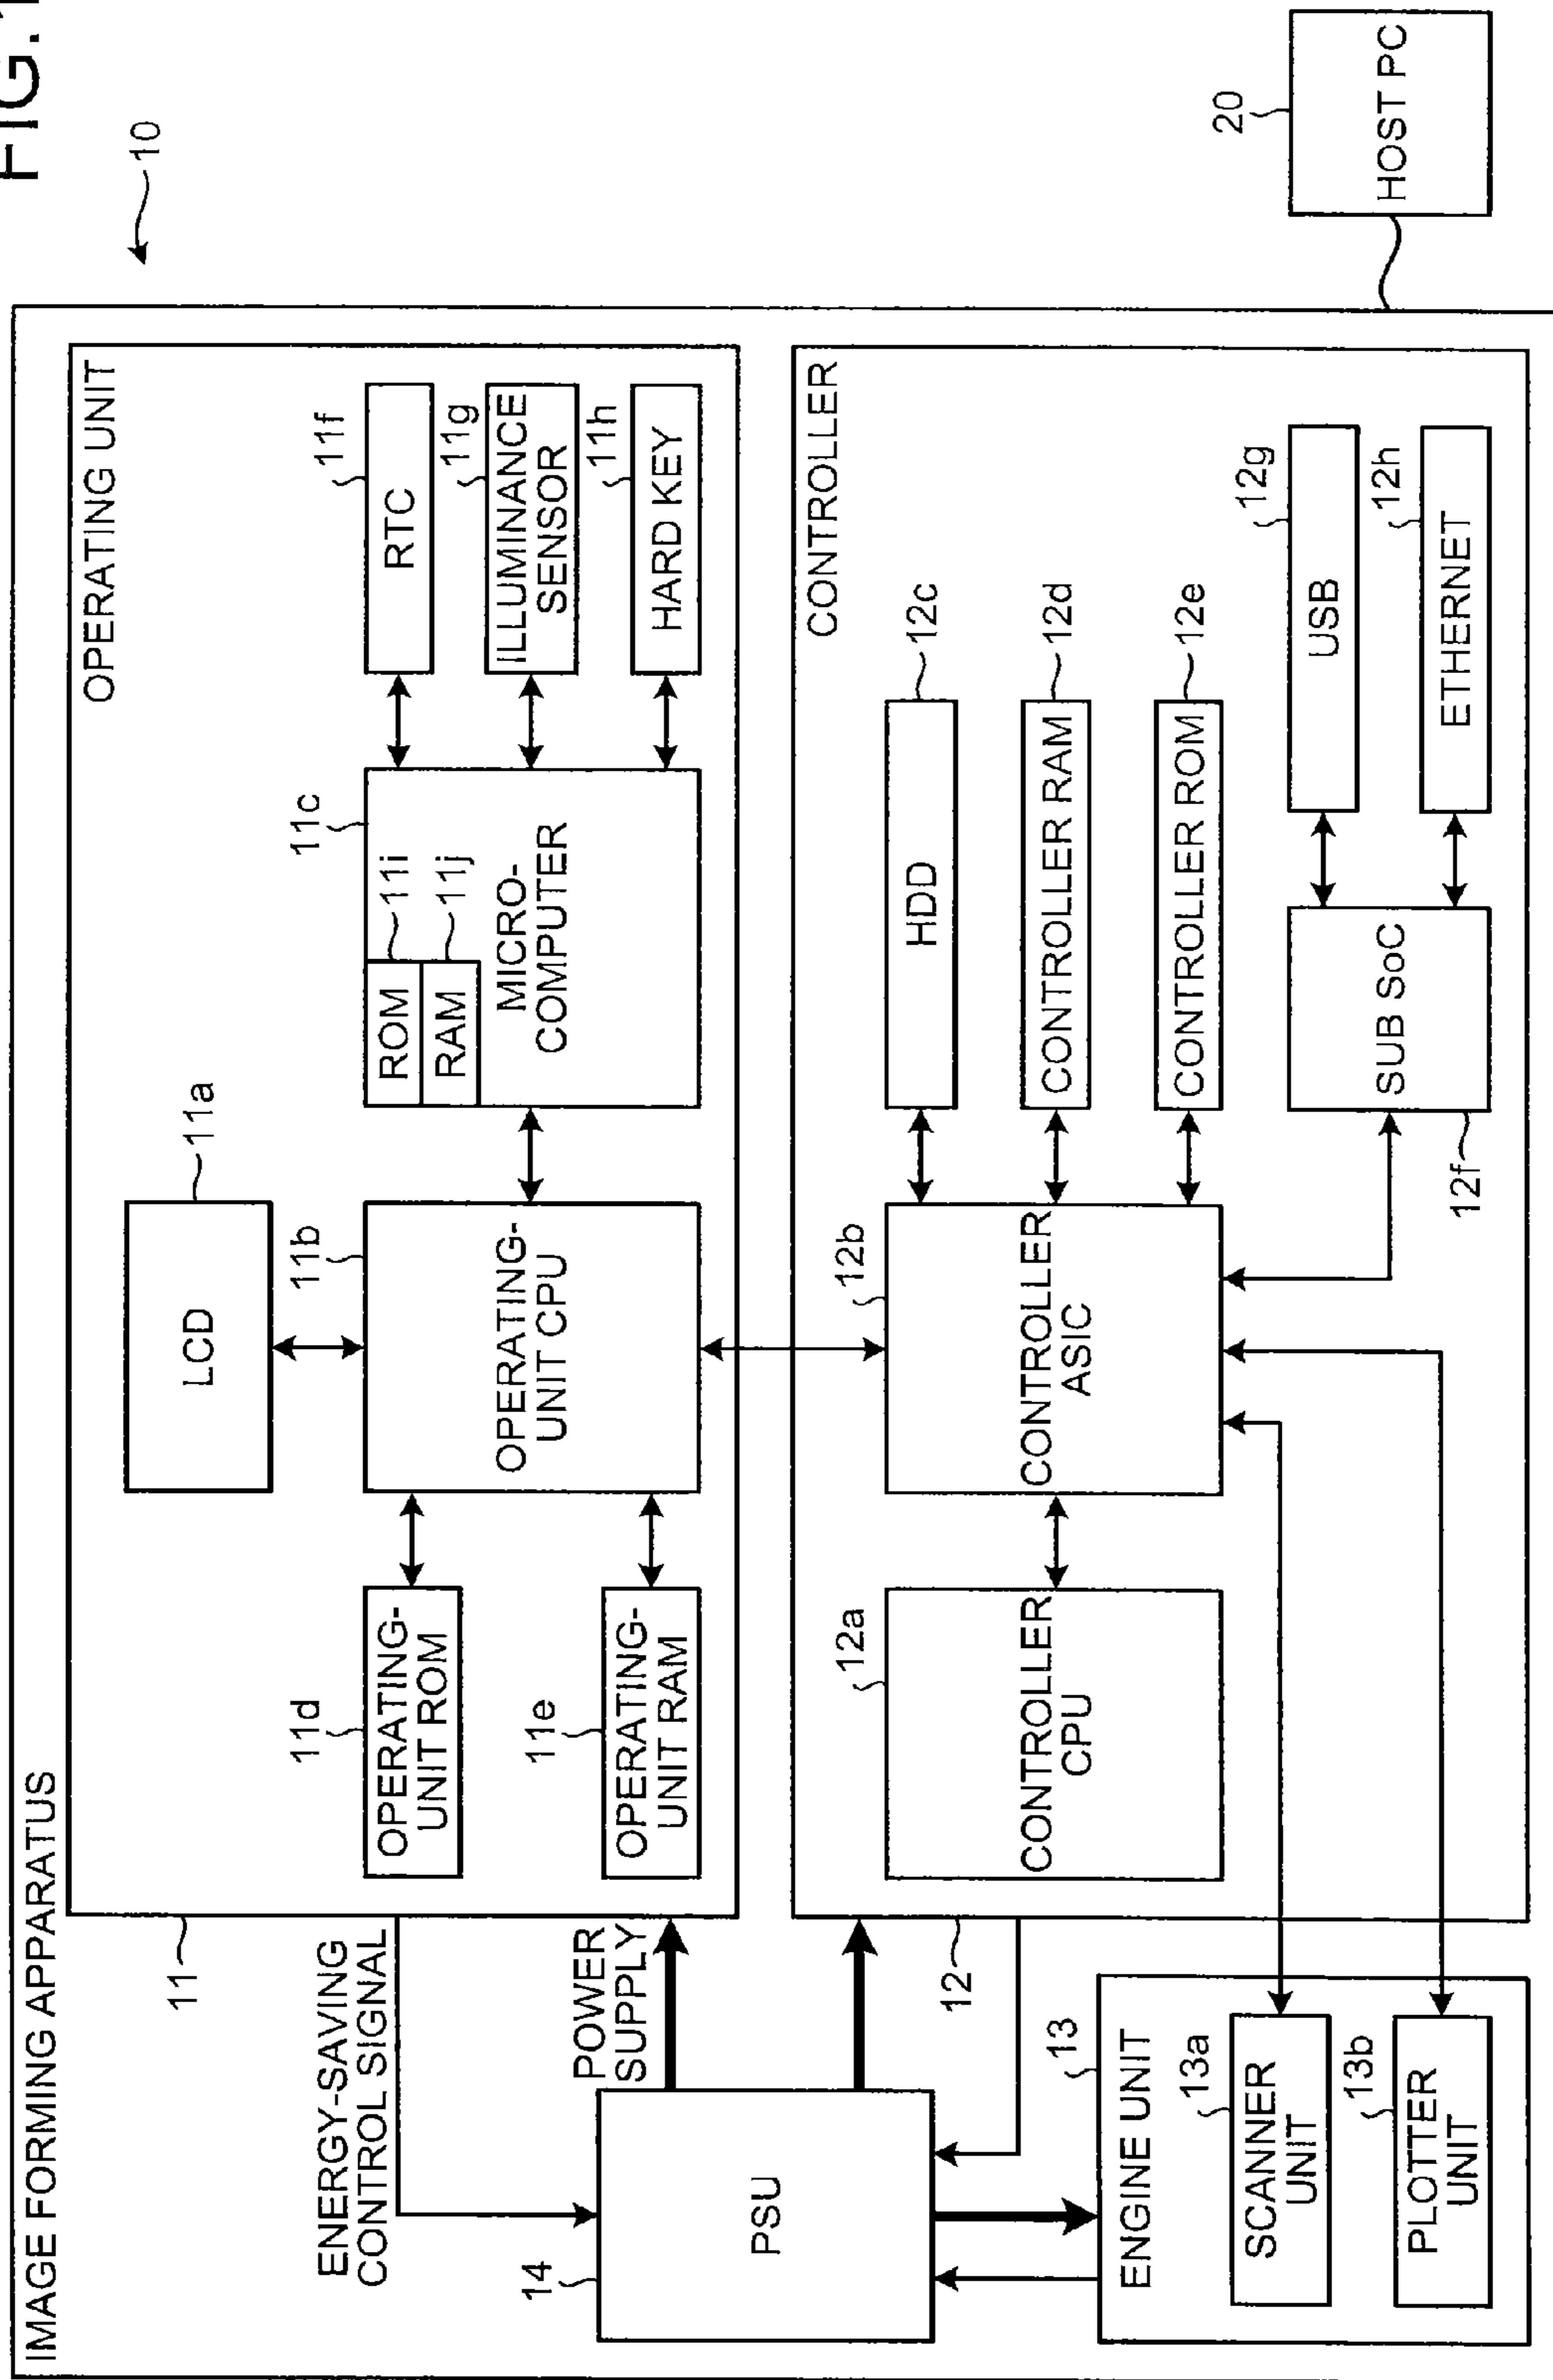 FIG.1
10
IMAGE FORMING APPARATUS
11
OPERATING UNIT
LCD
11a
11b
OPERATING-
UNIT CPU
11c
ROM
11i
RAM
11j
MICRO-
COMPUTER
11d
OPERATING-
UNIT ROM
11e
OPERATING-
UNIT RAM
RTC
11f
ILLUMINANCE
SENSOR
11g
HARD KEY
11h
ENERGY-SAVING
CONTROL SIGNAL
POWER
SUPPLY
14
PSU
12
CONTROLLER
12a
CONTROLLER
CPU
12b
CONTROLLER
ASIC
HDD
12c
CONTROLLER RAM
12d
CONTROLLER ROM
12e
SUB SoC
12f
USB
12g
ETHERNET
12h
13
ENGINE UNIT
13a
SCANNER
UNIT
13b
PLOTTER
UNIT
20
HOST PC